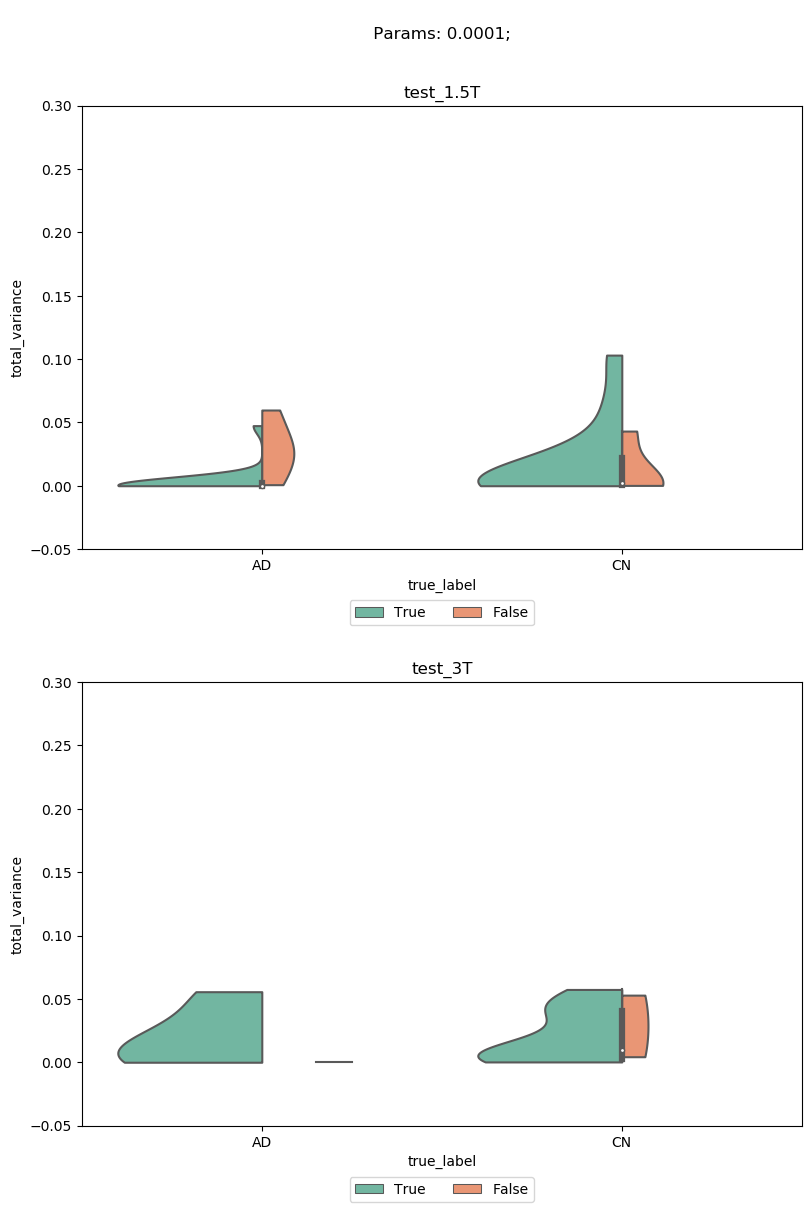 Params: 0.0001;
test_1.5T
0.30
0.25
0.20
0.15
0.10
0.05
0.00
−0.05
total_variance
AD CN
true_label
True False
test_3T
0.30
0.25
0.20
0.15
0.10
0.05
0.00
−0.05
total_variance
AD CN
true_label
True False